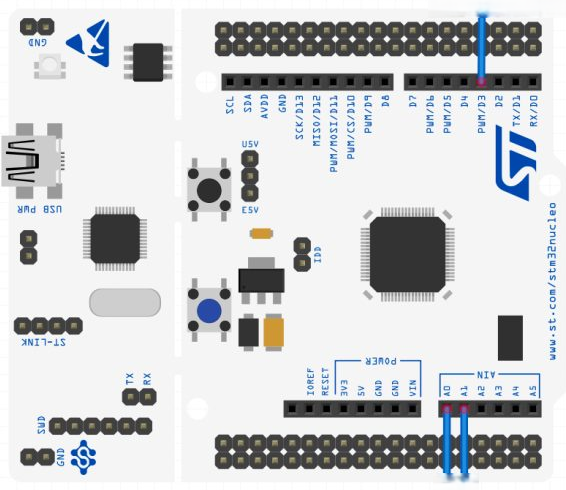 GND
SCL
SDA
AVDD
GND
SCK/D13
MISO/D12
PWM/MOSI/D11
PWM/CS/D10
PWM/D9
D8
D7
PWM/D6
PWM/D5
D4
PWM/D3
D2
TX/D1
RX/D0
U5V
E5V
USB PWR
IDD
www.st.com/stm32nucleo
ST-LINK
POWER
AIN
TX
RX
IOREF
RESET
3V3
5V
GND
GND
VIN
A0
A1
A2
A3
A4
A5
SWD
GND